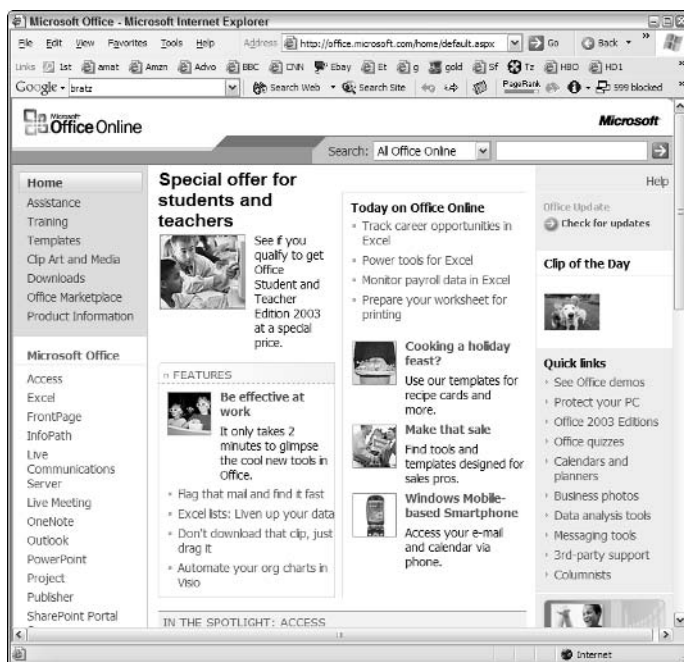 Microsoft Office - Microsoft Internet Explorer
File Edit View Favorites Tools Help Address http://office.microsoft.com/home/default.aspx Go Back »
Links 1st amat Amzn Advo BBC CNN Ebay Et g gold Sf Tz HBO HD1 »
Google bratz Search Web Search Site PageRank 599 blocked »
Microsoft
Office Online
Microsoft
Search: All Office Online
Home
Assistance
Training
Templates
Clip Art and Media
Downloads
Office Marketplace
Product Information
Microsoft Office
Access
Excel
FrontPage
InfoPath
Live
Communications
Server
Live Meeting
OneNote
Outlook
PowerPoint
Project
Publisher
SharePoint Portal
Special offer for
students and
teachers
See if you
qualify to get
Office
Student and
Teacher
Edition 2003
at a special
price.
FEATURES
Be effective at
work
It only takes 2
minutes to glimpse
the cool new tools in
Office.
Flag that mail and find it fast
Excel lists: Liven up your data
Don't download that clip, just
drag it
Automate your org charts in
Visio
Today on Office Online
Track career opportunities in
Excel
Power tools for Excel
Monitor payroll data in Excel
Prepare your worksheet for
printing
Cooking a holiday
feast?
Use our templates for
recipe cards and
more.
Make that sale
Find tools and
templates designed for
sales pros.
Windows Mobile-
based Smartphone
Access your e-mail
and calendar via
phone.
IN THE SPOTLIGHT: ACCESS
Help
Office Update
Check for updates
Clip of the Day
Quick links
See Office demos
Protect your PC
Office 2003 Editions
Office quizzes
Calendars and
planners
Business photos
Data analysis tools
Messaging tools
3rd-party support
Columnists
Internet